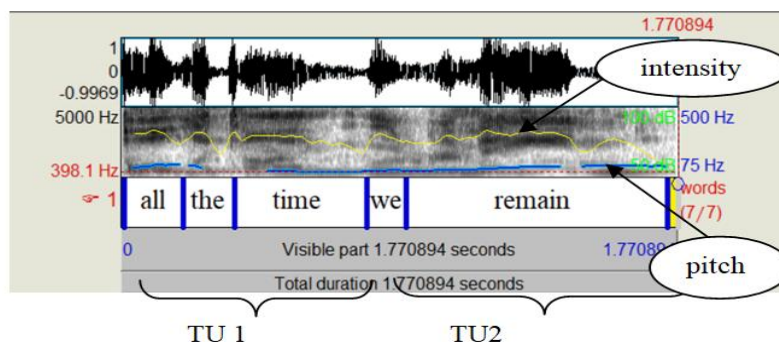 1.770894
1
0
-0.9969
intensity
5000 Hz
100 dB
500 Hz
398.1 Hz
50 dB
75 Hz
1
all
the
time
we
remain
words
(7/7)
0
Visible part 1.770894 seconds
pitch
Total duration 1.770894 seconds
TU 1
TU2